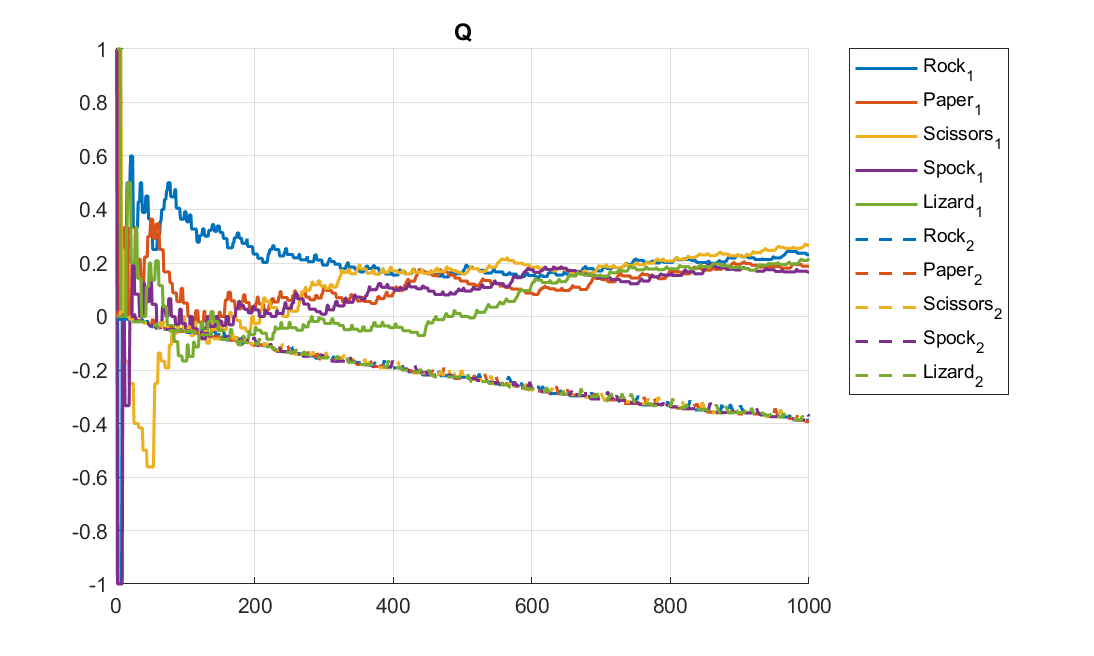 Q
1
0.8
0.6
0.4
0.2
0
-0.2
-0.4
-0.6
-0.8
-1
0 200 400 600 800 1000
Rock1
Paper1
Scissors1
Spock1
Lizard1
Rock2
Paper2
Scissors2
Spock2
Lizard2